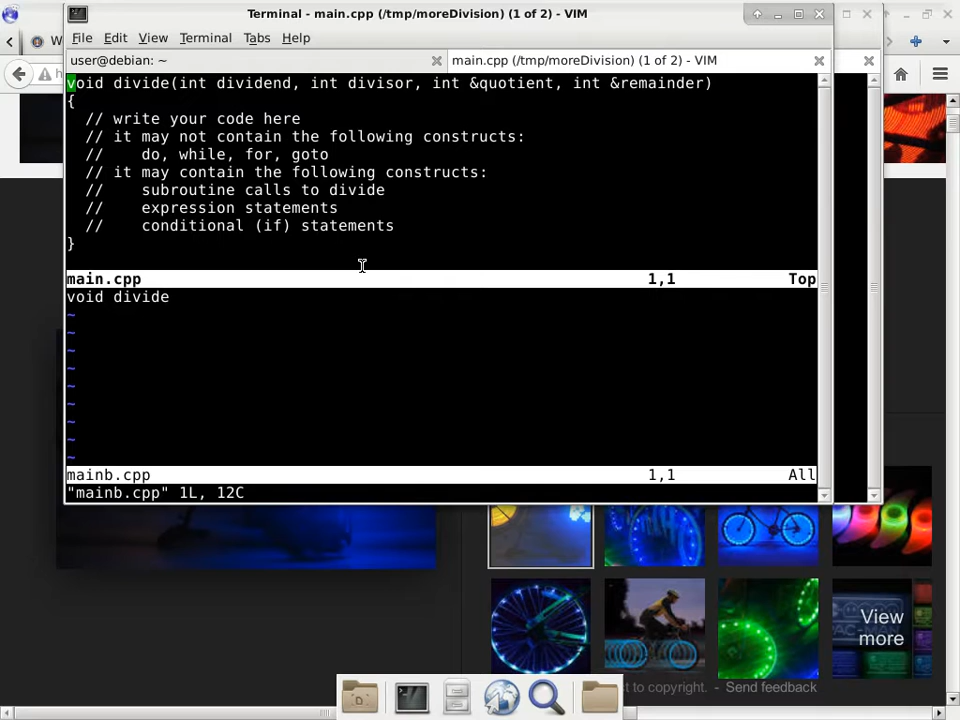 Terminal - main.cpp (/tmp/moreDivision) (1 of 2) - VIM
File Edit View Terminal Tabs Help
user@debian: ~
main.cpp (/tmp/moreDivision) (1 of 2) - VIM
void divide(int dividend, int divisor, int &quotient, int &remainder)
{
// write your code here
// it may not contain the following constructs:
// do, while, for, goto
// it may contain the following constructs:
// subroutine calls to divide
// expression statements
// conditional (if) statements
}
main.cpp 1,1 Top
void divide
~
~
~
~
~
~
~
~
~
mainb.cpp 1,1 All
"mainb.cpp" 1L, 12C
View
more
to copyright. - Send feedback